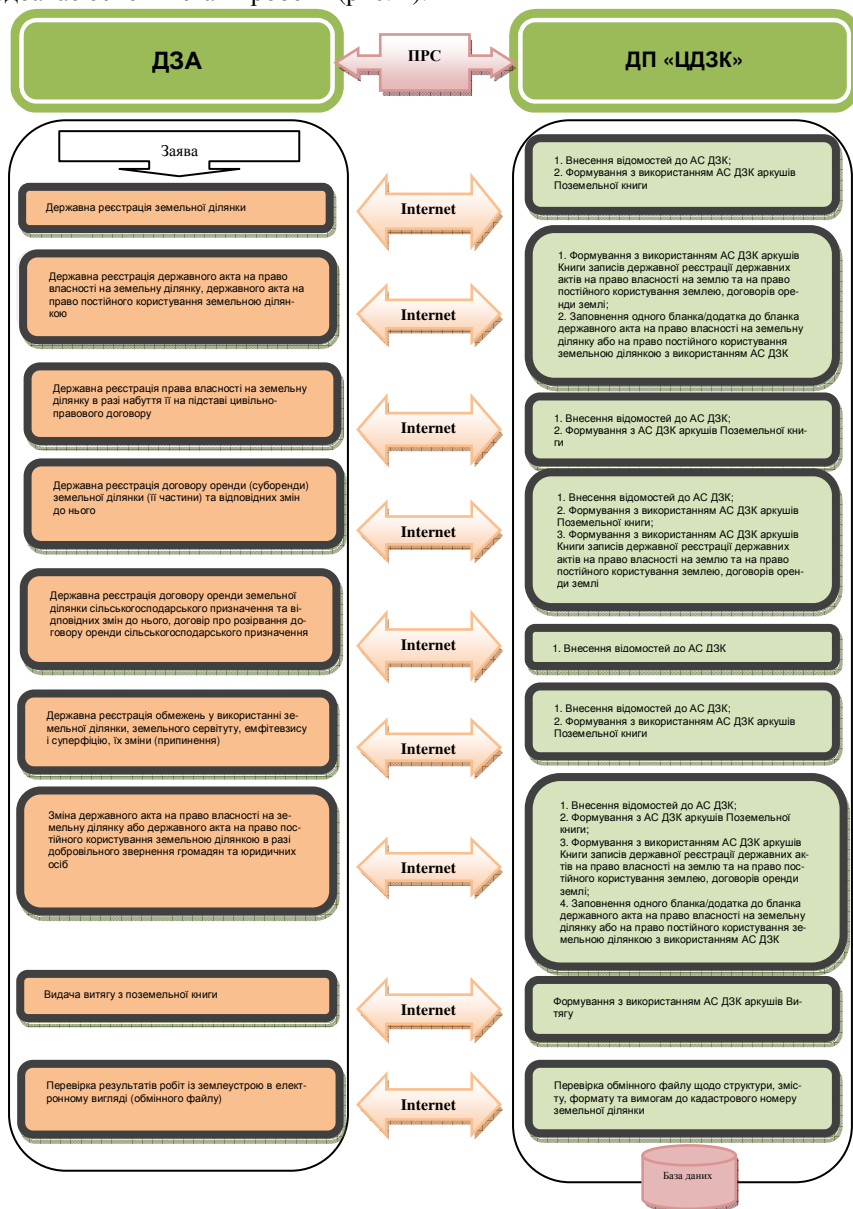 ДЗА
ПРС
ДП «ЦДЗК»
Заява
Державна реєстрація земельної ділянки
Internet
1. Внесення відомостей до АС ДЗК;
2. Формування з використанням АС ДЗК аркушів
Поземельної книги
Державна реєстрація державного акта на право
власності на земельну ділянку, державного акта на
право постійного користування земельною ділян-
кою
Internet
1. Формування з використанням АС ДЗК аркушів
Книги записів державної реєстрації державних
актів на право власності на землю та на право
постійного користування землею, договорів оре-
нди землі;
2. Заповнення одного бланка/додатка до бланка
державного акта на право власності на земельну
ділянку або на право постійного користування
земельною ділянкою з використанням АС ДЗК
Державна реєстрація права власності на земельну
ділянку в разі набуття її на підставі цивільно-
правового договору
Internet
1. Внесення відомостей до АС ДЗК;
2. Формування з АС ДЗК аркушів Поземельної кни-
ги
Державна реєстрація договору оренди (суборенди)
земельної ділянки (її частини) та відповідних змін
до нього
Internet
1. Внесення відомостей до АС ДЗК;
2. Формування з використанням АС ДЗК аркушів
Поземельної книги;
3. Формування з використанням АС ДЗК аркушів
Книги записів державної реєстрації державних
актів на право власності на землю та на право
постійного користування землею, договорів орен-
ди землі
Державна реєстрація договору оренди земельної
ділянки сільськогосподарського призначення та ві-
дповідних змін до нього, договір про розірвання до-
говору оренди сільськогосподарського призначення
Internet
1. Внесення відомостей до АС ДЗК
Державна реєстрація обмежень у використанні зе-
мельної ділянки, земельного сервітуту, емфітевзису
і суперфіцію, їх зміни (припинення)
Internet
1. Внесення відомостей до АС ДЗК;
2. Формування з використанням АС ДЗК аркушів
Поземельної книги
Зміна державного акта на право власності на зе-
мельну ділянку або державного акта на право пос-
тійного користування земельною ділянкою в разі
добровільного звернення громадян та юридичних
осіб
Internet
1. Внесення відомостей до АС ДЗК;
2. Формування з АС ДЗК аркушів Поземельної
книги;
3. Формування з використанням АС ДЗК аркушів
Книги записів державної реєстрації державних ак-
тів на право власності на землю та на право пос-
тійного користування землею, договорів оренди
землі;
4. Заповнення одного бланка/додатка до бланка
державного акта на право власності на земельну
ділянку або на право постійного користування зе-
мельною ділянкою з використанням АС ДЗК
Видача витягу з поземельної книги
Internet
Формування з використанням АС ДЗК аркушів Ви-
тягу
Перевірка результатів робіт із землеустрою в елект-
ронному вигляді (обмінного файлу)
Internet
Перевірка обмінного файлу щодо структури, зміс-
ту, формату та вимогам до кадастрового номеру
земельної ділянки
База даних